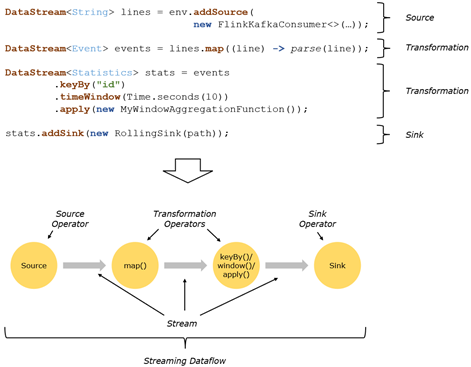 DataStream<String> lines = env.addSource(
new FlinkKafkaConsumer<>(…));
Source
DataStream<Event> events = lines.map((line) -> parse(line));
Transformation
DataStream<Statistics> stats = events
.keyBy("id")
.timeWindow(Time.seconds(10))
.apply(new MyWindowAggregationFunction());
Transformation
stats.addSink(new RollingSink(path));
Sink
Source
Operator
Transformation
Operators
Sink
Operator
Source
map()
keyBy()/
window()/
apply()
Sink
Stream
Streaming Dataflow